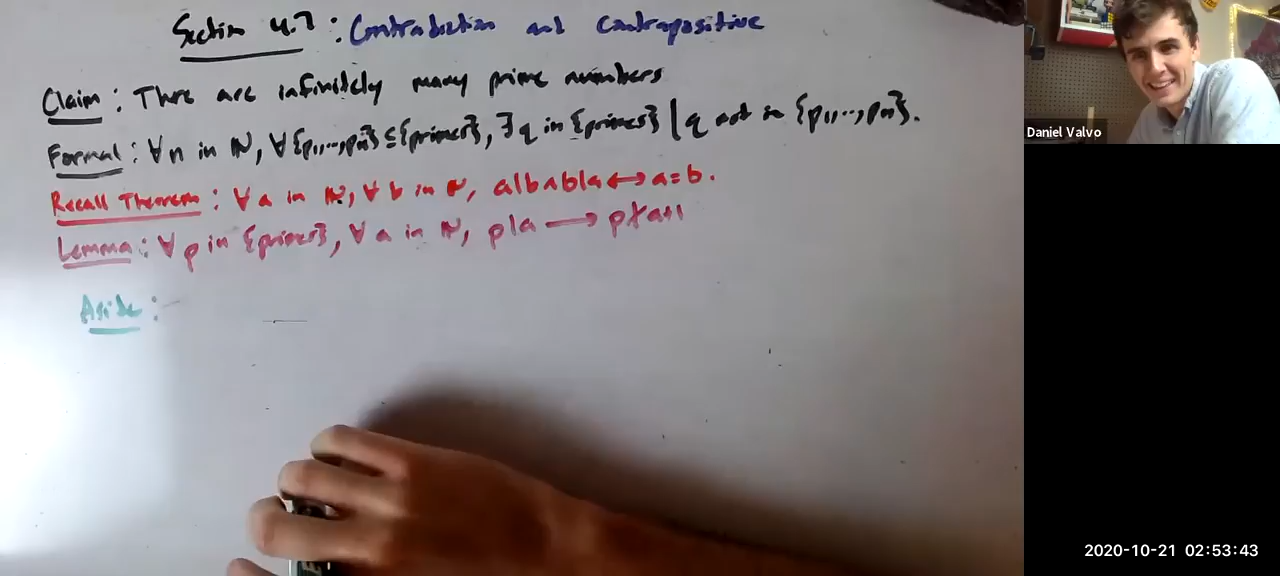 Section 4.7: Contradiction and contrapositive
Claim: There are infinitely many prime numbers
Formal: ∀n in ℕ, ∀{p₁,...,pₙ}⊆{primes}, ∃q in {primes} | q not in {p₁,...,pₙ}.
Recall Theorem: ∀ a in ℕ, ∀ b in ℕ, a|b∧b|a⟷a=b.
Lemma: ∀ p in {primes}, ∀ a in ℕ, p|a ⟶ p∤a+1
Aside:
Daniel Valvo
2020-10-21 02:53:43